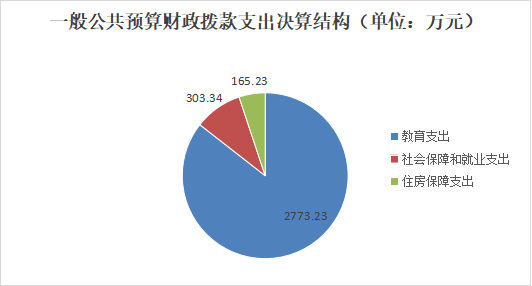 一般公共预算财政拨款支出决算结构（单位：万元）
165.23
303.34
2773.23
教育支出
社会保障和就业支出
住房保障支出